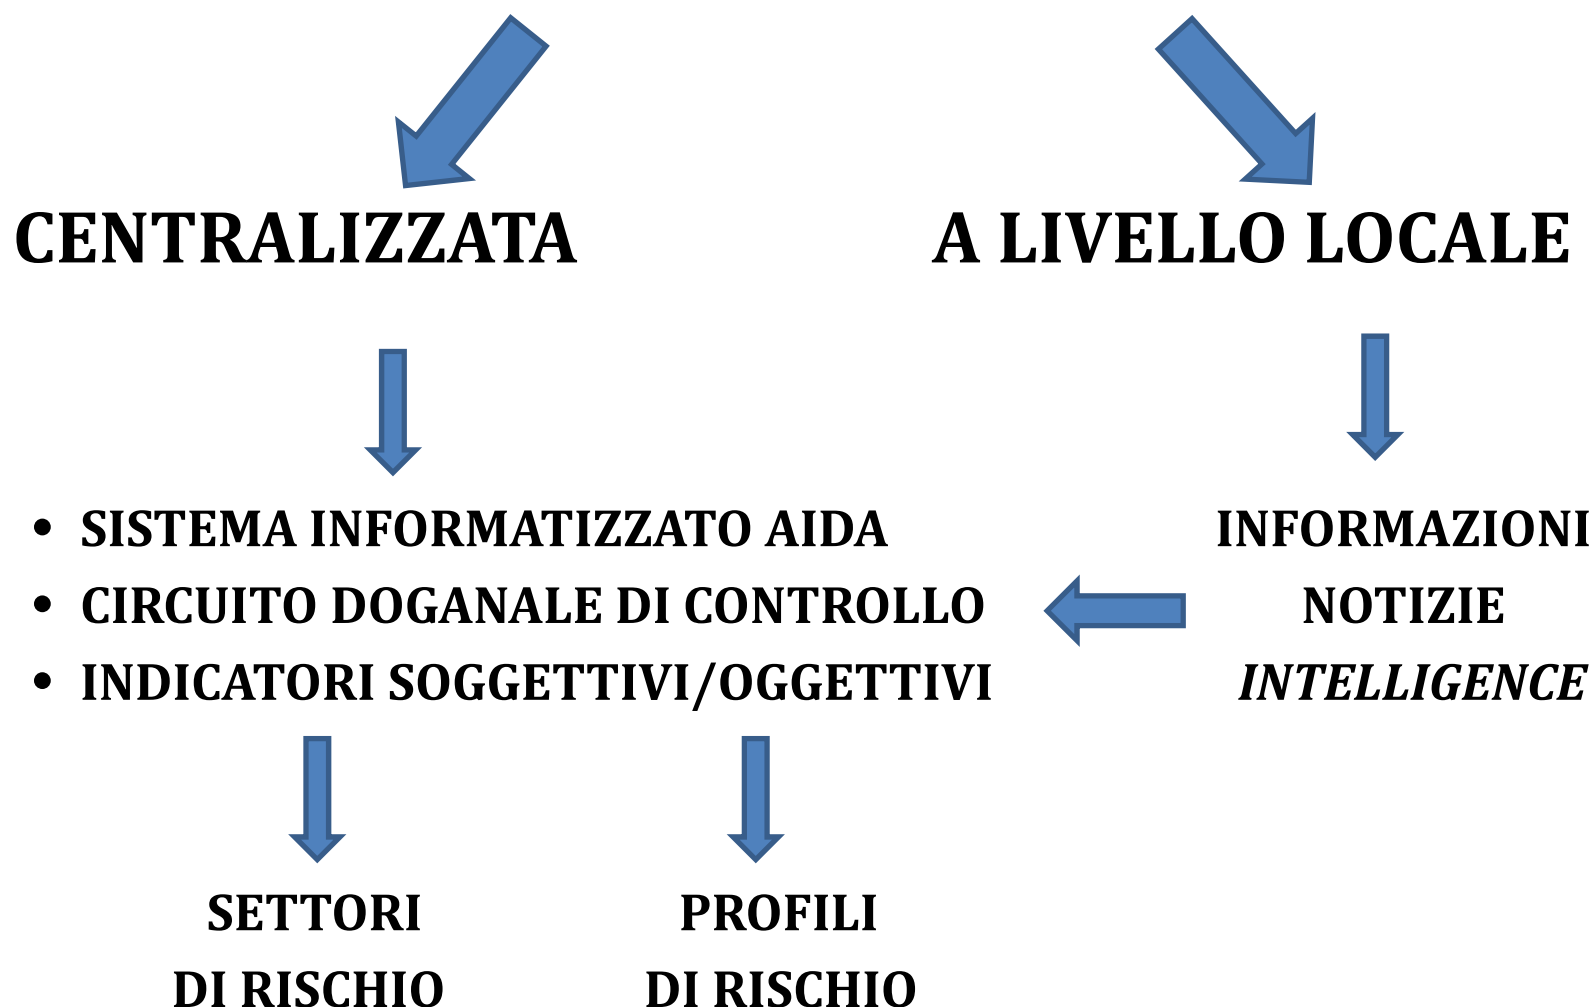 CENTRALIZZATA
A LIVELLO LOCALE
• SISTEMA INFORMATIZZATO AIDA
• CIRCUITO DOGANALE DI CONTROLLO
• INDICATORI SOGGETTIVI/OGGETTIVI
INFORMAZIONI
NOTIZIE
INTELLIGENCE
SETTORI
DI RISCHIO
PROFILI
DI RISCHIO